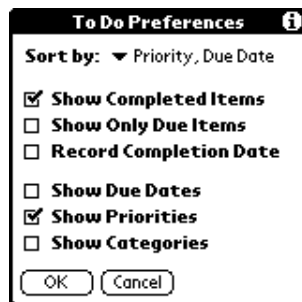 To Do Preferences
Sort by: Priority, Due Date
Show Completed Items
Show Only Due Items
Record Completion Date
Show Due Dates
Show Priorities
Show Categories
OK Cancel